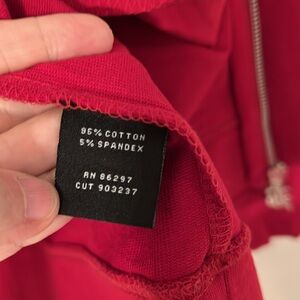 95% COTTON
5% SPANDEX
RN 86297
CUT 903237